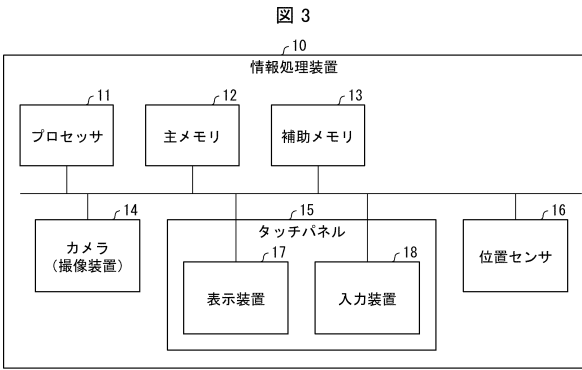 図3
10
情報処理装置
11
12
13
プロセッサ
主メモリ
補助メモリ
14
15
16
カメラ
（撮像装置）
タッチパネル
位置センサ
17
18
表示装置
入力装置